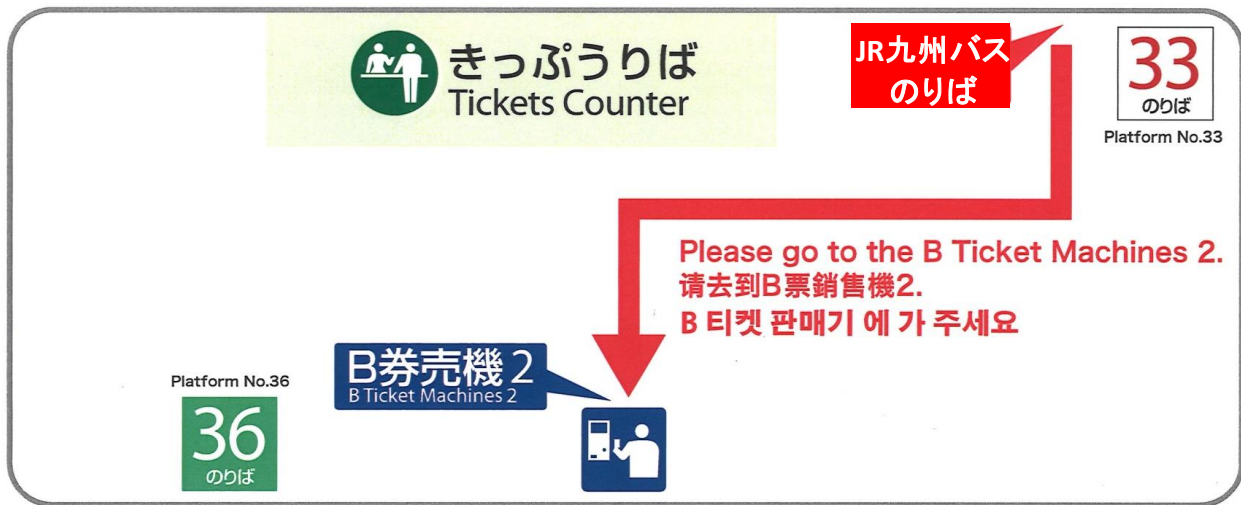 きっぷうりば
Tickets Counter
JR九州バス
のりば
33
のりば
Platform No.33
Please go to the B Ticket Machines 2.
请去到B票銷售機2.
B 티켓 판매기 에 가 주세요
B券売機2
B Ticket Machines 2
Platform No.36
36
のりば